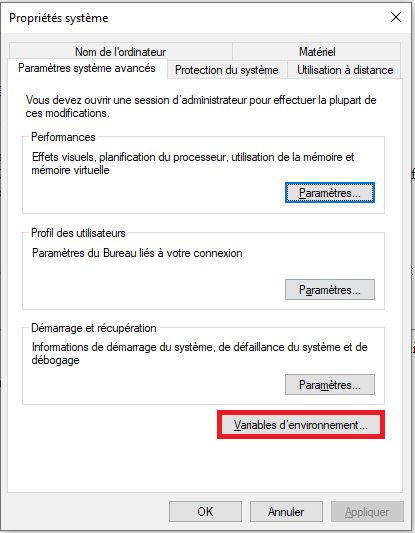 Propriétés système
Nom de l'ordinateur
Matériel
Paramètres système avancés
Protection du système
Utilisation à distance
Vous devez ouvrir une session d'administrateur pour effectuer la plupart de
ces modifications.
Performances
Effets visuels, planification du processeur, utilisation de la mémoire et
mémoire virtuelle
Paramètres...
Profil des utilisateurs
Paramètres du Bureau liés à votre connexion
Paramètres...
Démarrage et récupération
Informations de démarrage du système, de défaillance du système et de
débogage
Paramètres...
Variables d'environnement...
OK
Annuler
Appliquer